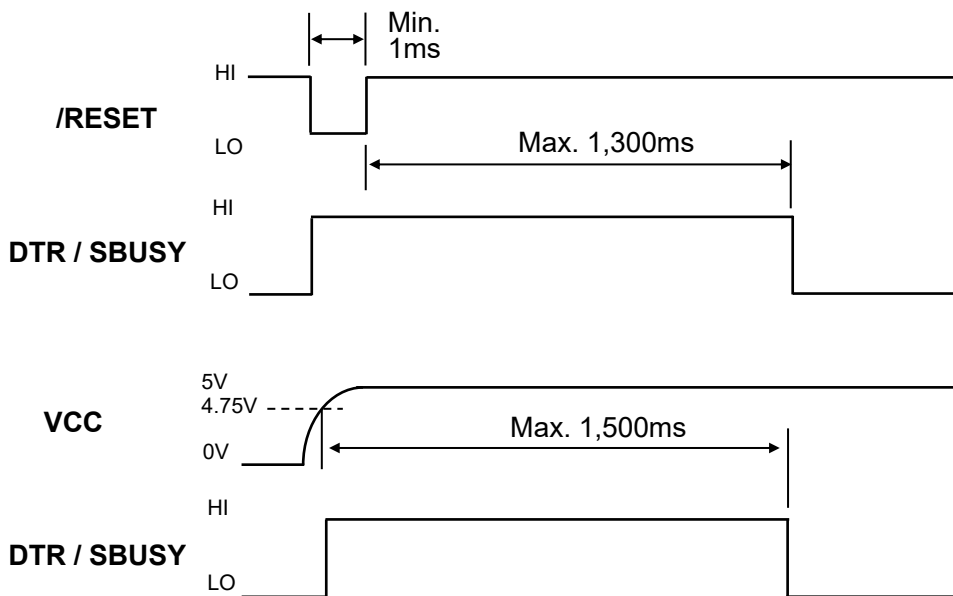 Min.
1ms
HI
/RESET
LO
Max. 1,300ms
HI
DTR / SBUSY
LO
5V
4.75V
VCC
Max. 1,500ms
0V
HI
DTR / SBUSY
LO